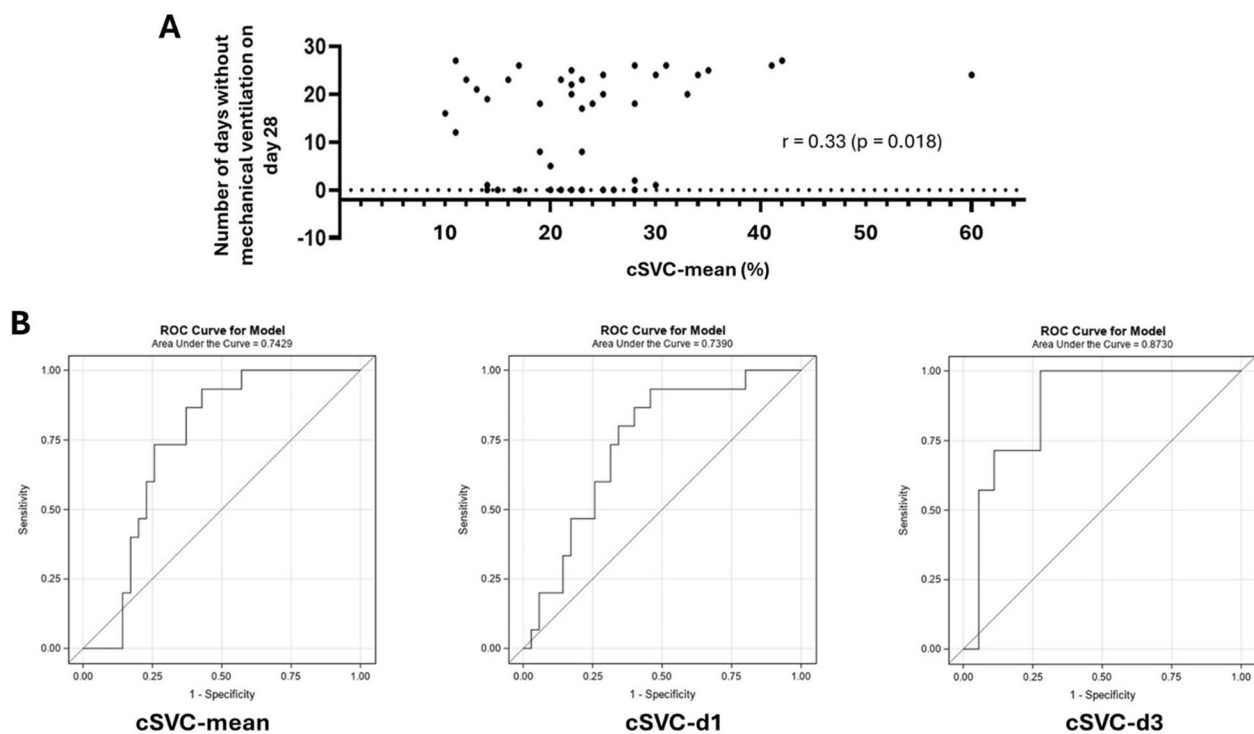 A
Number of days without
mechanical ventilation on
day 28
30
20
10
0
-10
r = 0.33 (p = 0.018)
10 20 30 40 50 60
cSVC-mean (%)
B
ROC Curve for Model
Area Under the Curve = 0.7429
1.00
0.75
0.50
0.25
0.00
Sensitivity
0.00 0.25 0.50 0.75 1.00
1 - Specificity
cSVC-mean
ROC Curve for Model
Area Under the Curve = 0.7390
1.00
0.75
0.50
0.25
0.00
Sensitivity
0.00 0.25 0.50 0.75 1.00
1 - Specificity
cSVC-d1
ROC Curve for Model
Area Under the Curve = 0.8730
1.00
0.75
0.50
0.25
0.00
Sensitivity
0.00 0.25 0.50 0.75 1.00
1 - Specificity
cSVC-d3